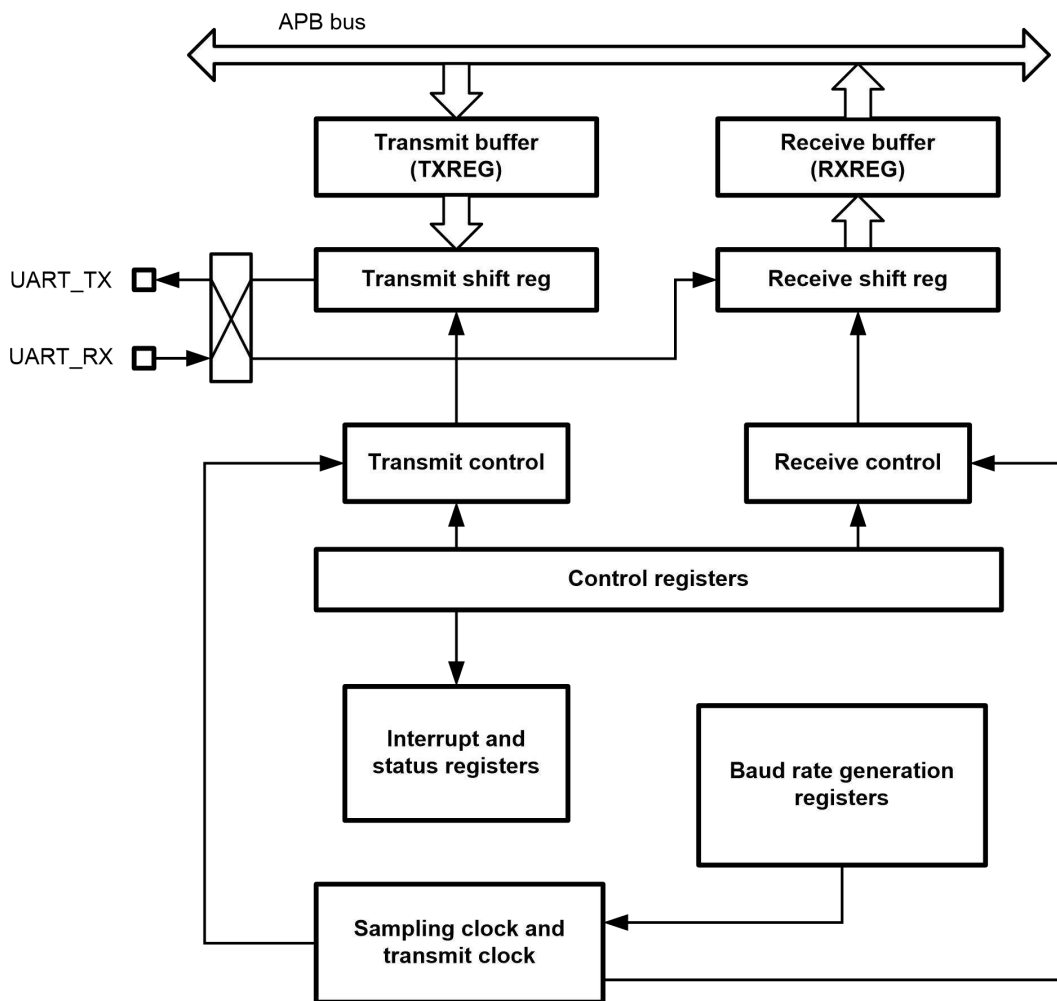 APB bus
Transmit buffer
(TXREG)
Receive buffer
(RXREG)
UART_TX
Transmit shift reg
Receive shift reg
UART_RX
Transmit control
Receive control
Control registers
Interrupt and
status registers
Baud rate generation
registers
Sampling clock and
transmit clock